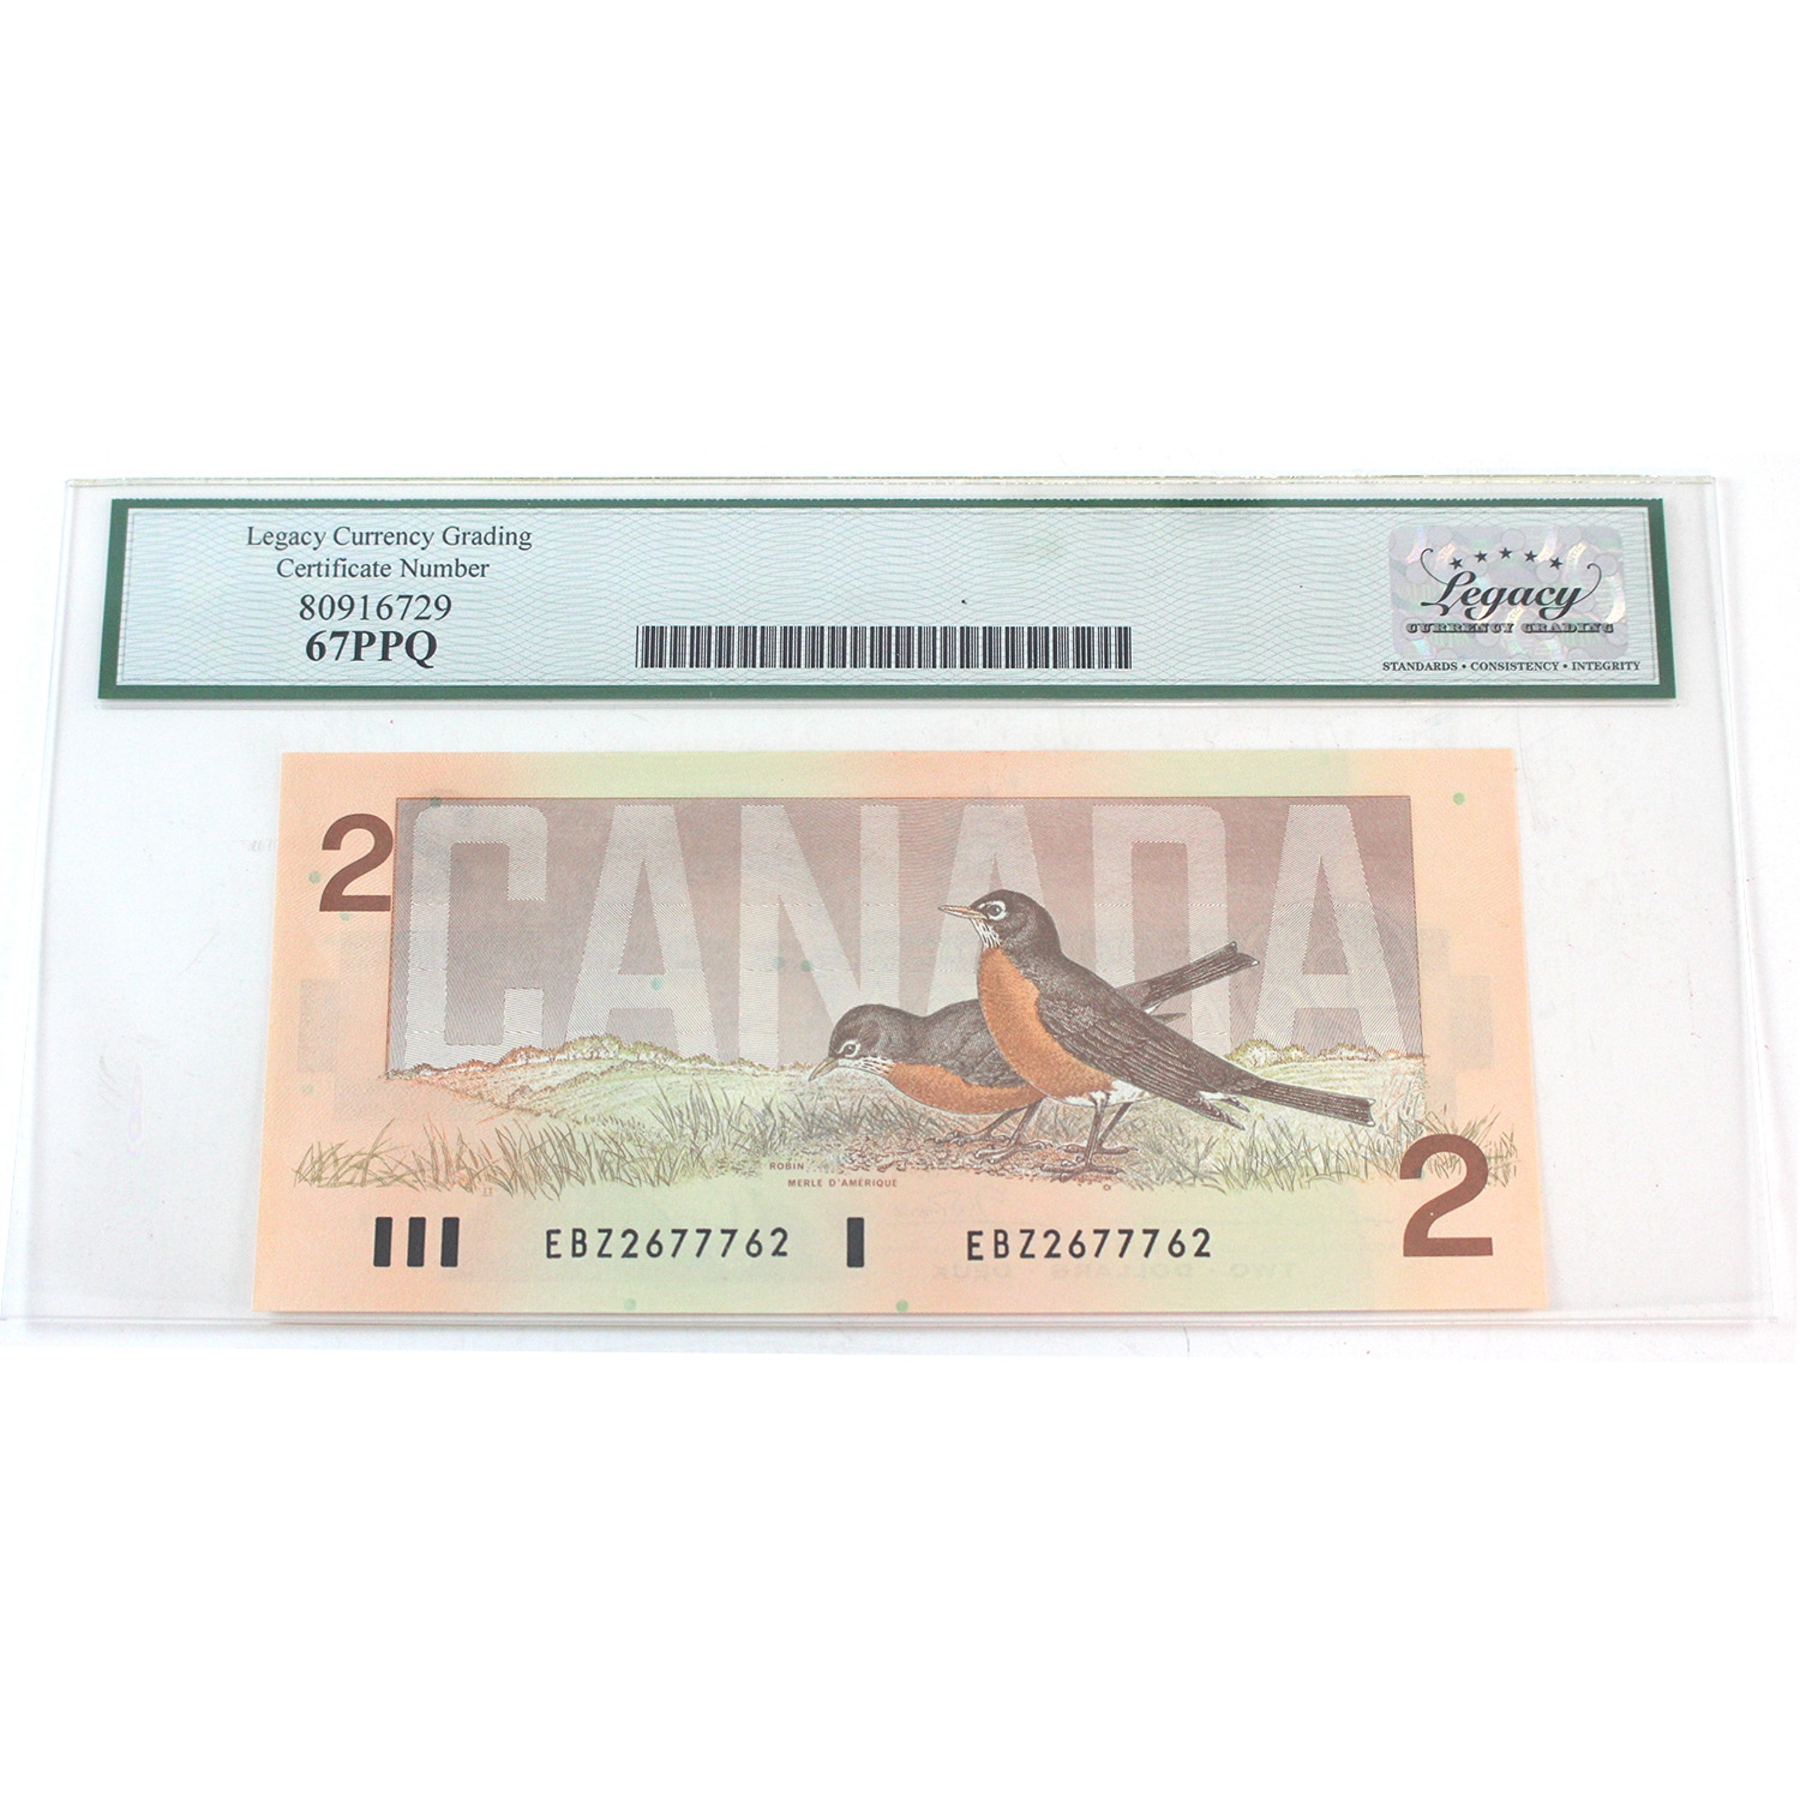 Legacy Currency Grading
Certificate Number
80916729
67PPQ
Legacy
CURRENCY GRADING
STANDARDS • CONSISTENCY • INTEGRITY
2
CANADA
ROBIN
MERLE D'AMÉRIQUE
2
EBZ2677762 EBZ2677762